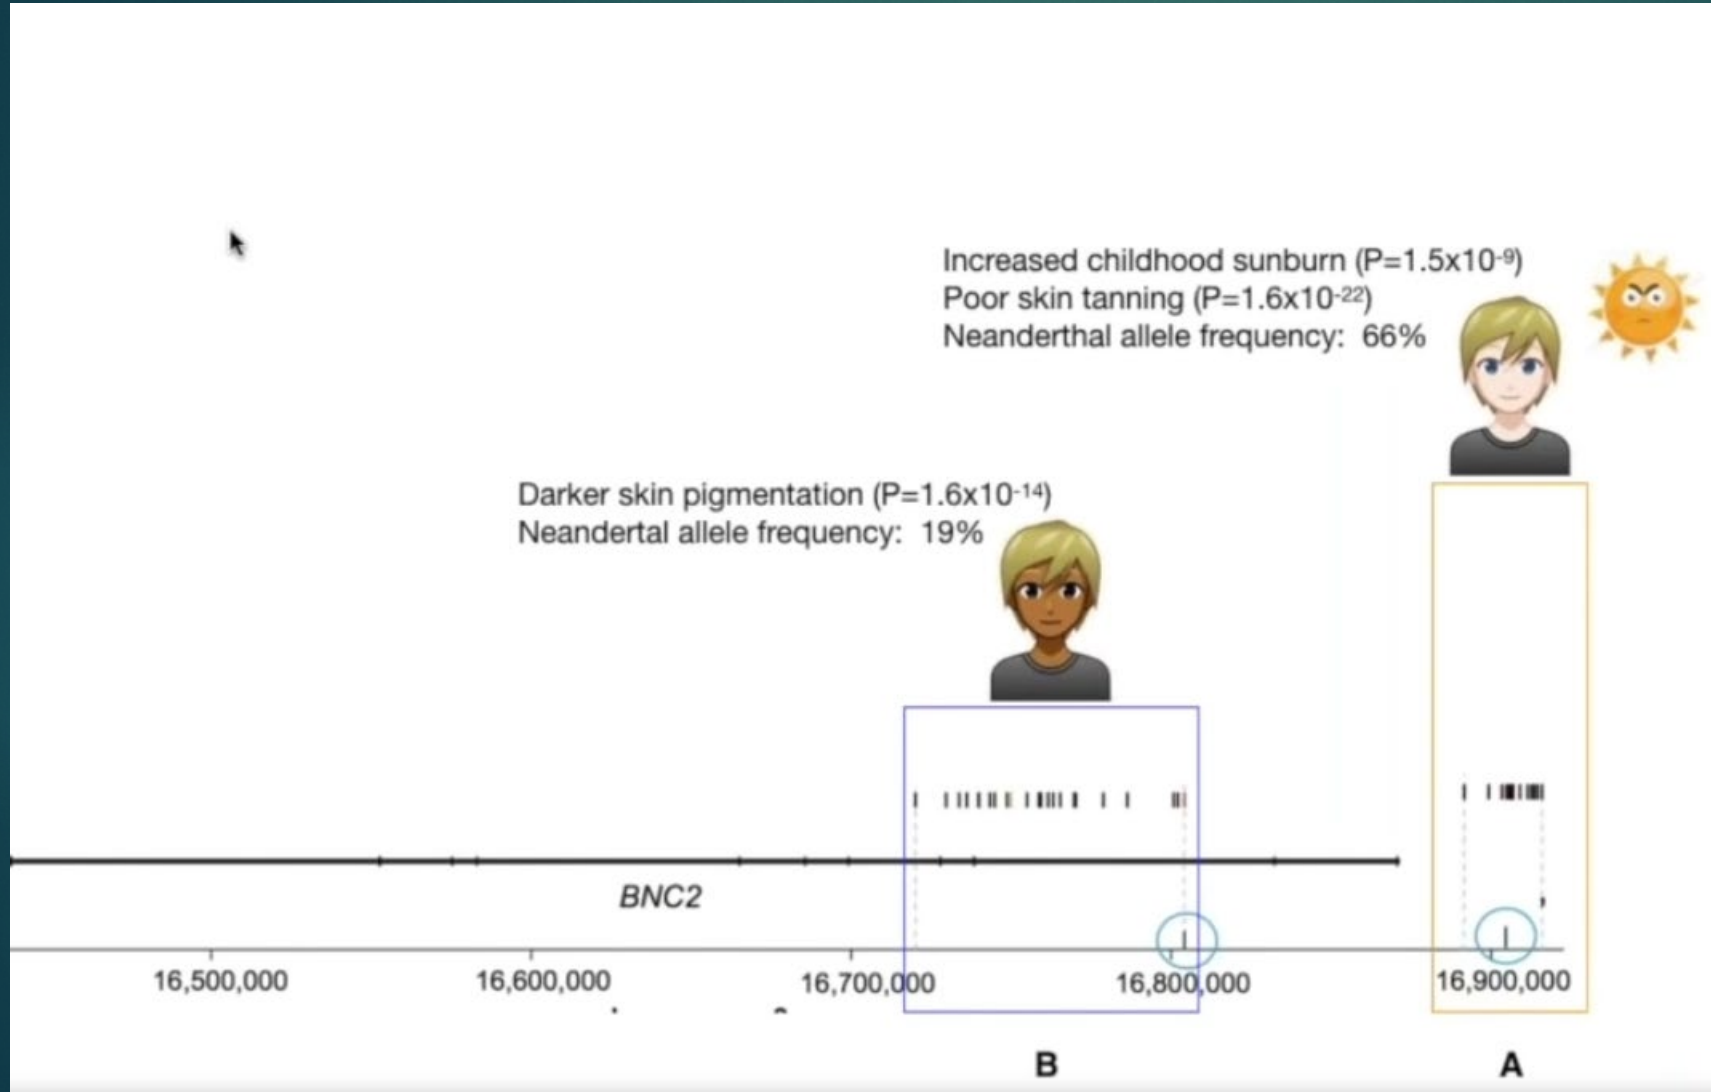 Increased childhood sunburn (P=1.5x10⁻⁹)
Poor skin tanning (P=1.6x10⁻²²)
Neanderthal allele frequency: 66%
Darker skin pigmentation (P=1.6x10⁻¹⁴)
Neandertal allele frequency: 19%
BNC2
16,500,000 16,600,000 16,700,000 16,800,000 16,900,000
B A